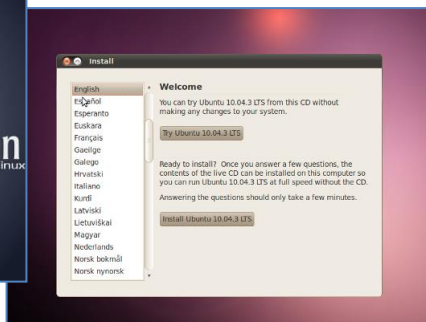 n
inux
Install
English
Español
Esperanto
Euskara
Français
Gaeilge
Galego
Hrvatski
Italiano
Kurdî
Latviski
Lietuviškai
Magyar
Nederlands
Norsk bokmål
Norsk nynorsk
Welcome
You can try Ubuntu 10.04.3 LTS from this CD without
making any changes to your system.
Try Ubuntu 10.04.3 LTS
Ready to install? Once you answer a few questions, the
contents of the live CD can be installed on this computer so
you can run Ubuntu 10.04.3 LTS at full speed without the CD.
Answering the questions should only take a few minutes.
Install Ubuntu 10.04.3 LTS